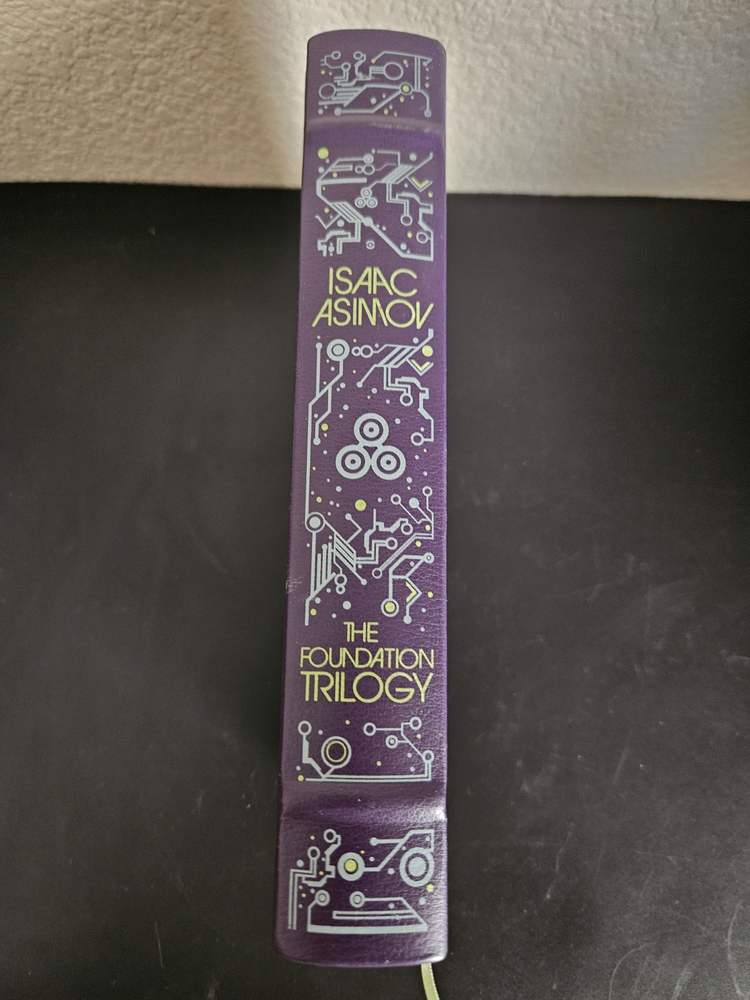 ISAAC
ASIMOV
THE
FOUNDATION
TRILOGY